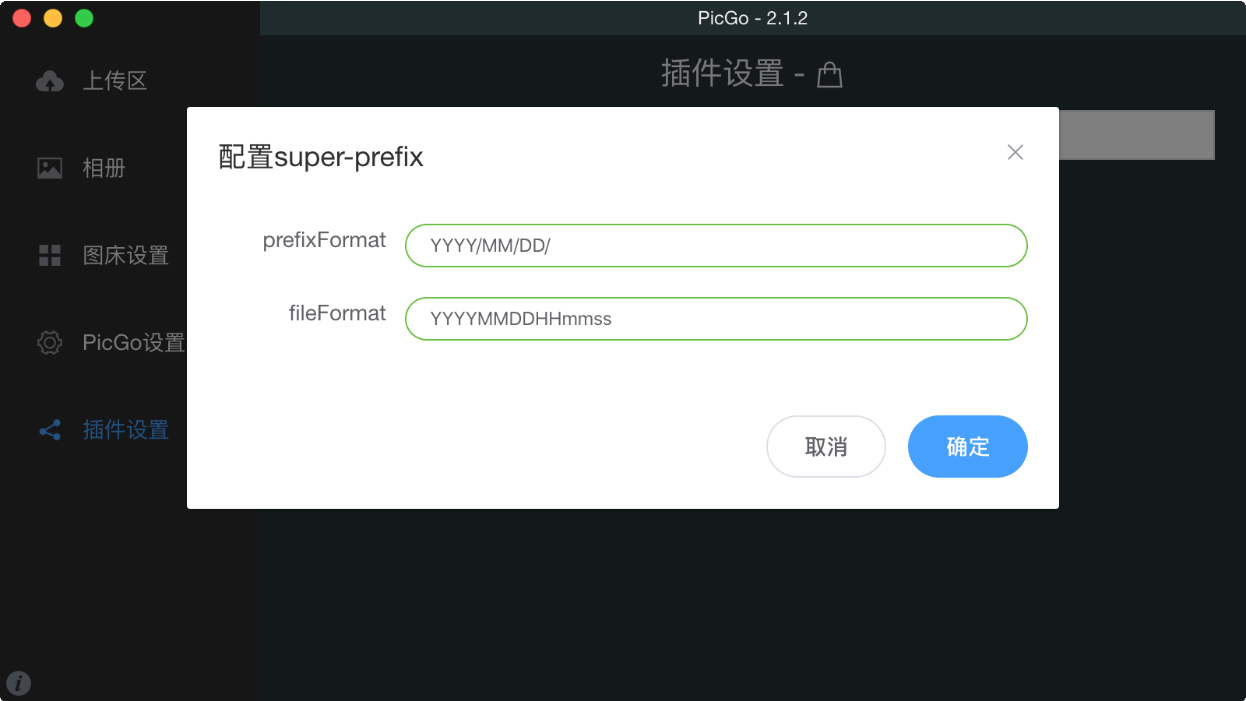 PicGo - 2.1.2
上传区
相册
图床设置
PicGo设置
插件设置
插件设置 -
配置super-prefix
prefixFormat
YYYY/MM/DD/
fileFormat
YYYYMMDDHHmmss
取消
确定